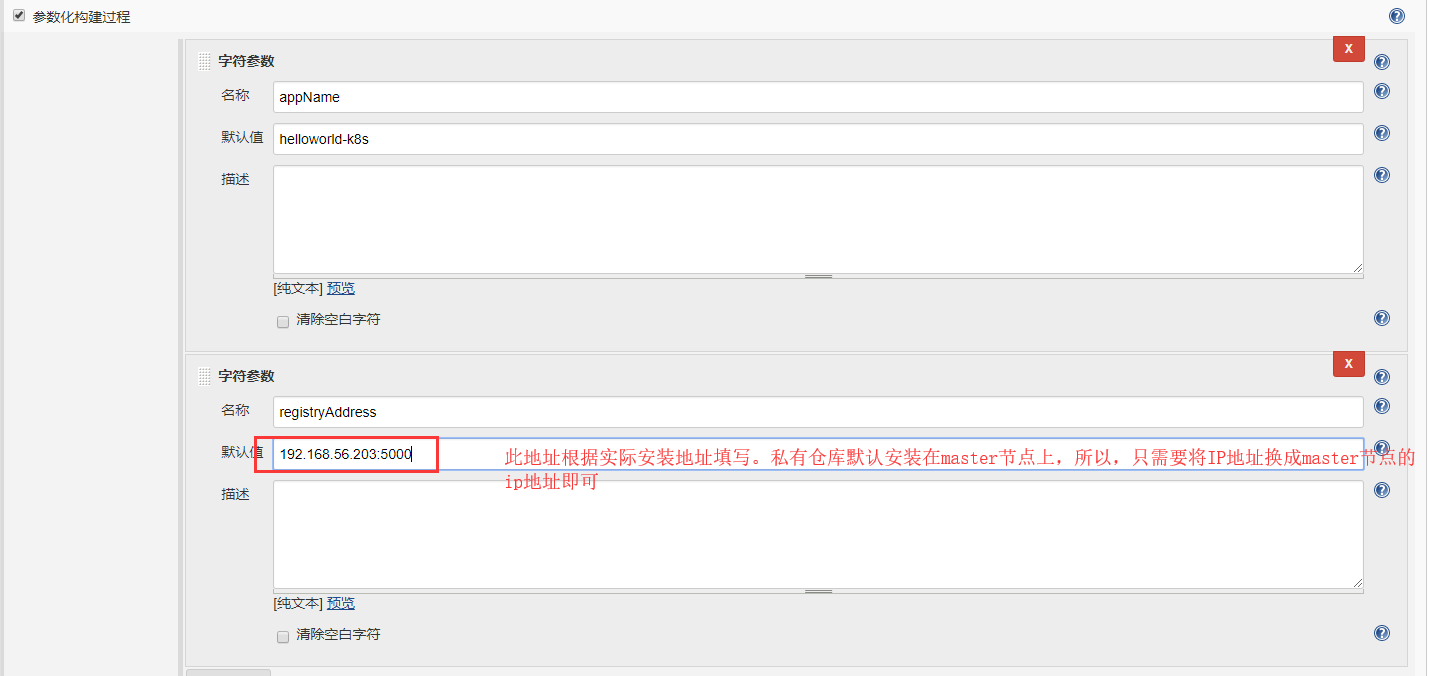 参数化构建过程
字符参数
X
名称
appName
默认值
helloworld-k8s
描述
[纯文本] 预览
清除空白字符
字符参数
X
名称
registryAddress
默认值
192.168.56.203:5000
此地址根据实际安装地址填写。私有仓库默认安装在master节点上，所以，只需要将IP地址换成master节点的
ip地址即可
描述
[纯文本] 预览
清除空白字符